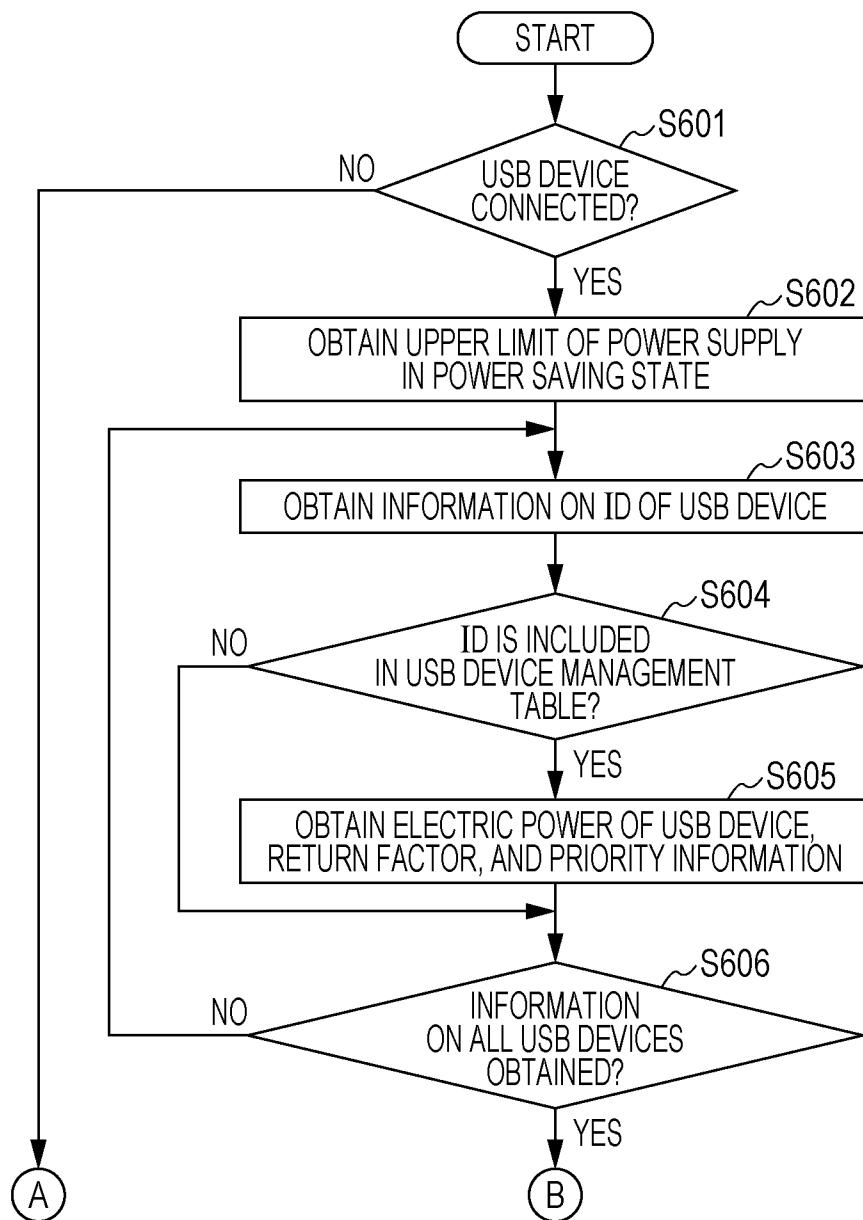 START
S601
NO
USB DEVICE
CONNECTED?
YES
S602
OBTAIN UPPER LIMIT OF POWER SUPPLY
IN POWER SAVING STATE
S603
OBTAIN INFORMATION ON ID OF USB DEVICE
S604
NO
ID IS INCLUDED
IN USB DEVICE MANAGEMENT
TABLE?
YES
S605
OBTAIN ELECTRIC POWER OF USB DEVICE,
RETURN FACTOR, AND PRIORITY INFORMATION
S606
NO
INFORMATION
ON ALL USB DEVICES
OBTAINED?
YES
A
B